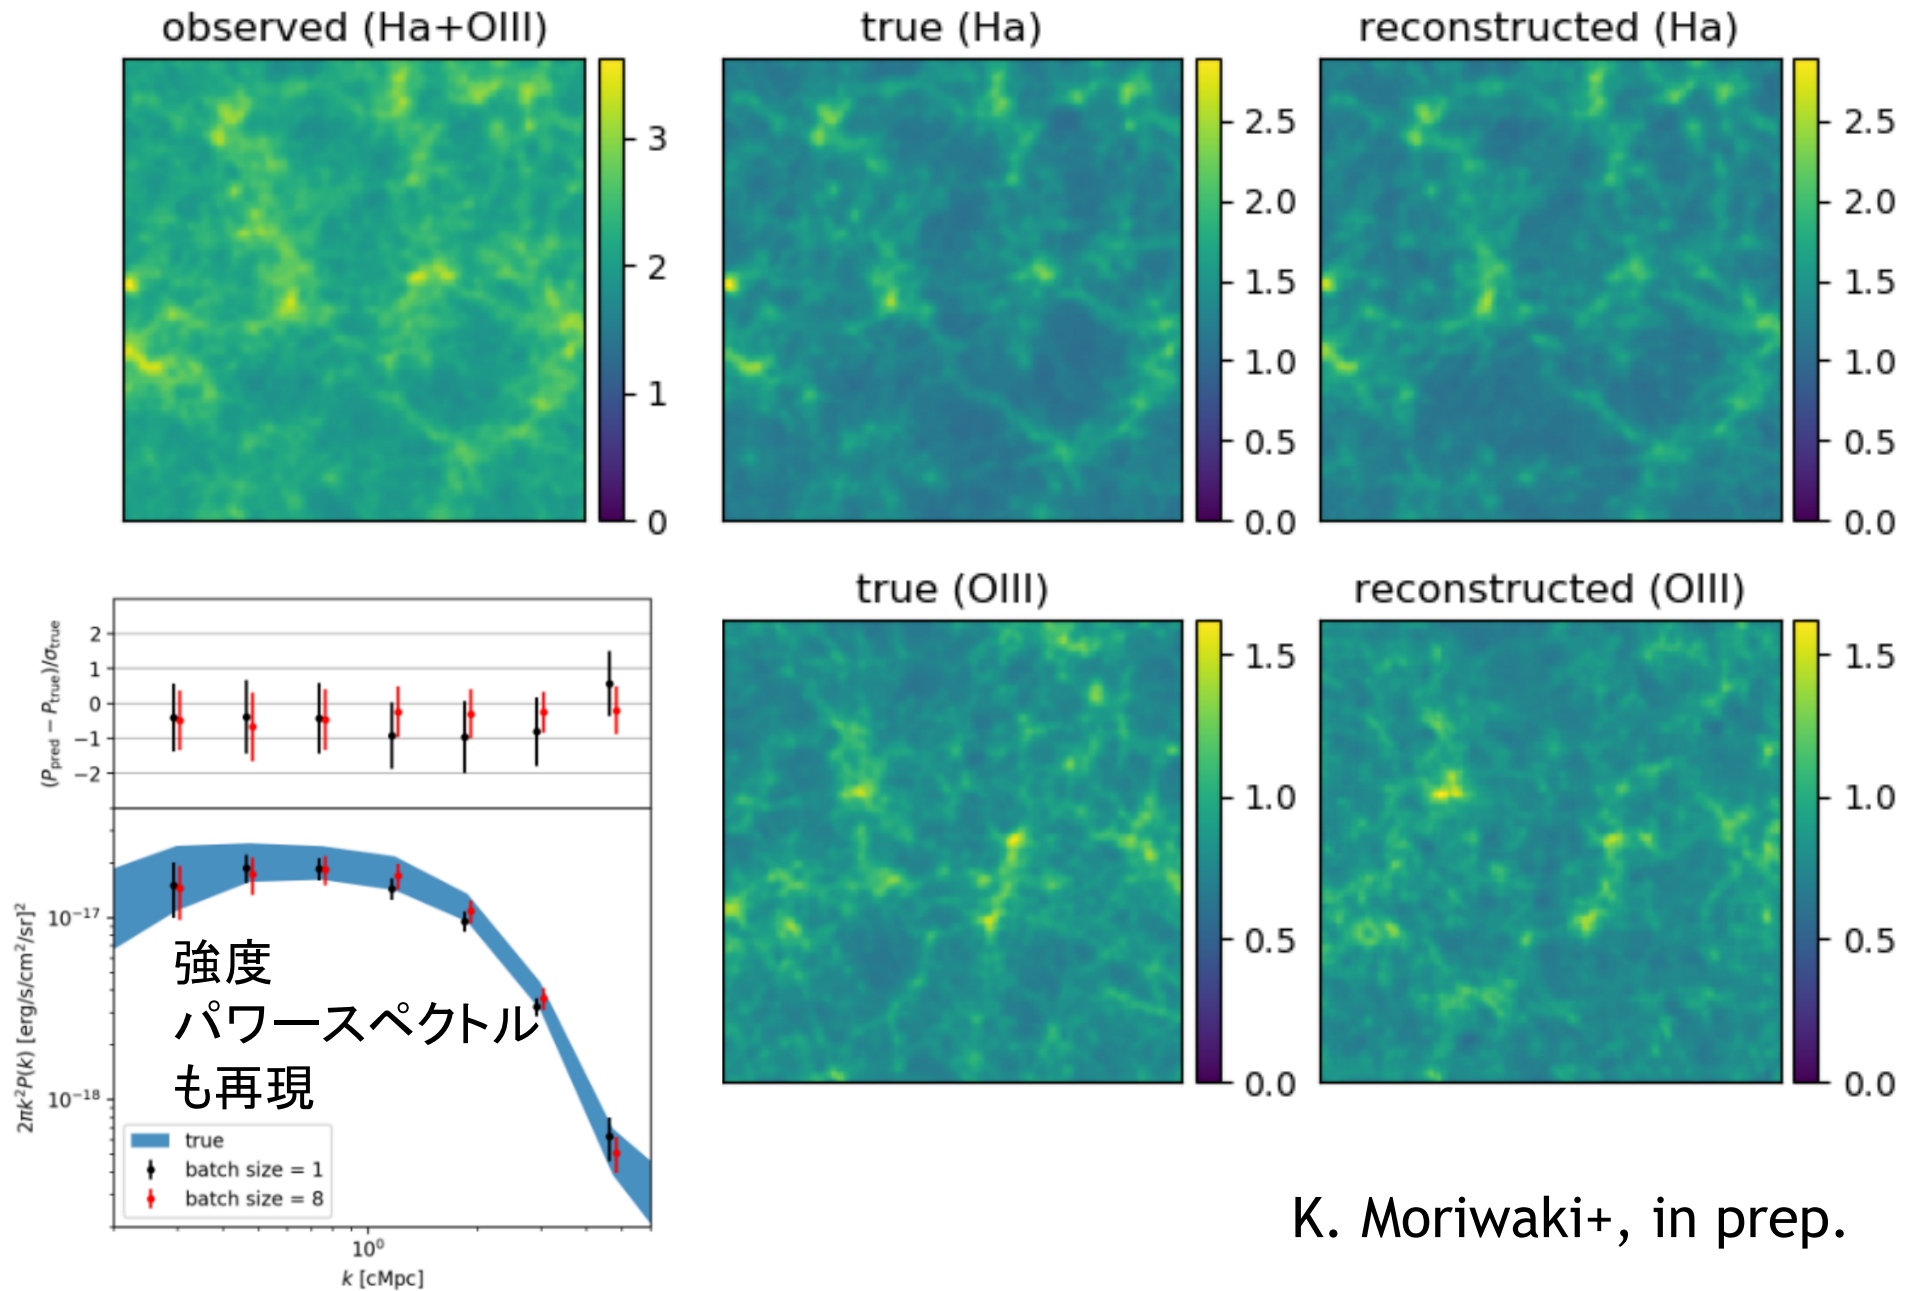 observed (Ha+OIII)
true (Ha)
reconstructed (Ha)
3
2
1
0
2.5
2.0
1.5
1.0
0.5
0.0
2.5
2.0
1.5
1.0
0.5
0.0
true (OIII)
reconstructed (OIII)
1.5
1.0
0.5
0.0
1.5
1.0
0.5
0.0
(Ppred − Ptrue)/σtrue
2
1
0
−1
−2
2πk²P(k) [erg/s/cm²/sr]²
10⁻¹⁷
10⁻¹⁸
強度
パワースペクトル
も再現
true
batch size = 1
batch size = 8
10⁰
k [cMpc]
K. Moriwaki+, in prep.